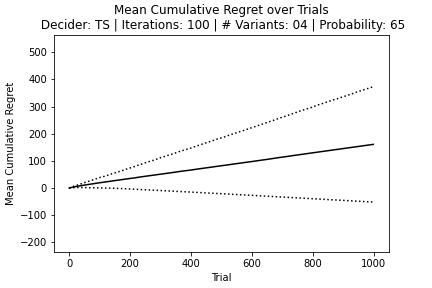 Mean Cumulative Regret over Trials
Decider: TS | Iterations: 100 | # Variants: 04 | Probability: 65
Mean Cumulative Regret
500
400
300
200
100
0
−100
−200
0 200 400 600 800 1000
Trial